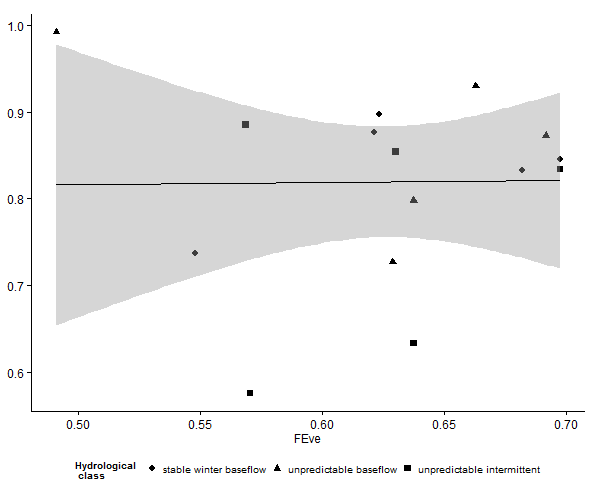 1.0
0.9
0.8
0.7
0.6
0.50 0.55 0.60 0.65 0.70
FEve
Hydrological
class
stable winter baseflow unpredictable baseflow unpredictable intermittent